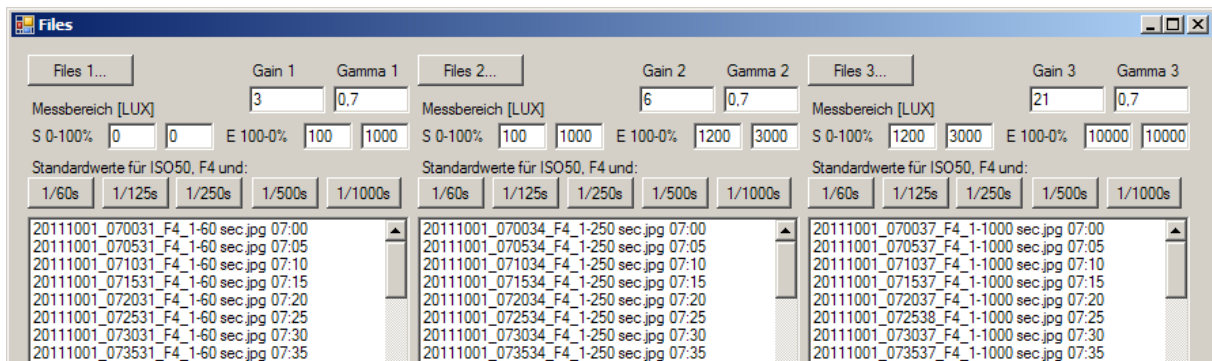 Files
Files 1... Gain 1 Gamma 1
3 0,7
Messbereich [LUX]
S 0-100% 0 0 E 100-0% 100 1000
Standardwerte für ISO50, F4 und:
1/60s 1/125s 1/250s 1/500s 1/1000s
20111001_070031_F4_1-60 sec.jpg 07:00
20111001_070531_F4_1-60 sec.jpg 07:05
20111001_071031_F4_1-60 sec.jpg 07:10
20111001_071531_F4_1-60 sec.jpg 07:15
20111001_072031_F4_1-60 sec.jpg 07:20
20111001_072531_F4_1-60 sec.jpg 07:25
20111001_073031_F4_1-60 sec.jpg 07:30
20111001_073531_F4_1-60 sec.jpg 07:35
Files 2... Gain 2 Gamma 2
6 0,7
Messbereich [LUX]
S 0-100% 100 1000 E 100-0% 1200 3000
Standardwerte für ISO50, F4 und:
1/60s 1/125s 1/250s 1/500s 1/1000s
20111001_070034_F4_1-250 sec.jpg 07:00
20111001_070534_F4_1-250 sec.jpg 07:05
20111001_071034_F4_1-250 sec.jpg 07:10
20111001_071534_F4_1-250 sec.jpg 07:15
20111001_072034_F4_1-250 sec.jpg 07:20
20111001_072534_F4_1-250 sec.jpg 07:25
20111001_073034_F4_1-250 sec.jpg 07:30
20111001_073534_F4_1-250 sec.jpg 07:35
Files 3... Gain 3 Gamma 3
21 0,7
Messbereich [LUX]
S 0-100% 1200 3000 E 100-0% 10000 10000
Standardwerte für ISO50, F4 und:
1/60s 1/125s 1/250s 1/500s 1/1000s
20111001_070037_F4_1-1000 sec.jpg 07:00
20111001_070537_F4_1-1000 sec.jpg 07:05
20111001_071037_F4_1-1000 sec.jpg 07:10
20111001_071537_F4_1-1000 sec.jpg 07:15
20111001_072037_F4_1-1000 sec.jpg 07:20
20111001_072538_F4_1-1000 sec.jpg 07:25
20111001_073037_F4_1-1000 sec.jpg 07:30
20111001_073537_F4_1-1000 sec.jpg 07:35